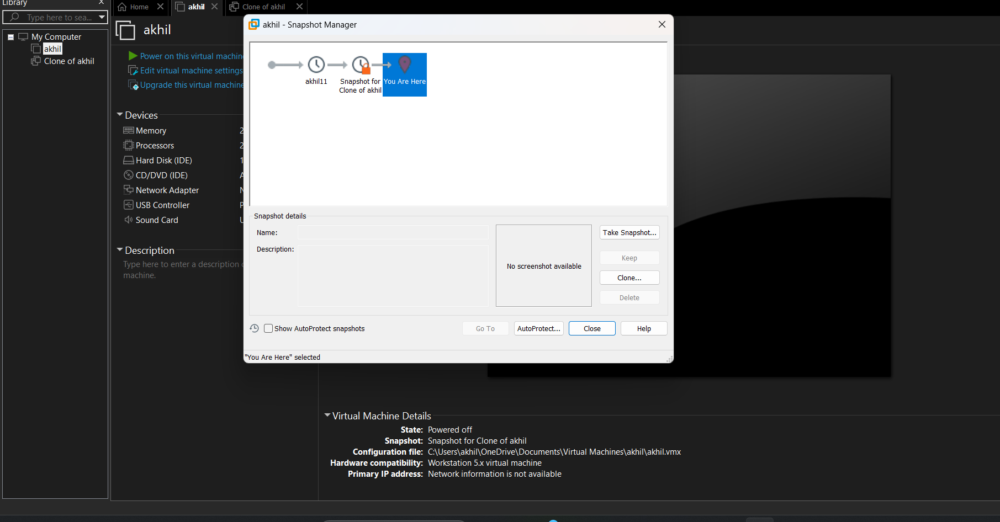 Library
Type here to sea...
My Computer
akhil
Clone of akhil
Home
akhil
Clone of akhil
akhil
Power on this virtual machin
Edit virtual machine settings
Upgrade this virtual machine
Devices
Memory 2
Processors 2
Hard Disk (IDE) 1
CD/DVD (IDE) A
Network Adapter N
USB Controller P
Sound Card
Description
Type here to enter a description
machine.
akhil - Snapshot Manager
akhil11
Snapshot for
Clone of akhil
You Are Here
Snapshot details
Name:
Description:
No screenshot available
Take Snapshot...
Keep
Clone...
Delete
Show AutoProtect snapshots
Go To
AutoProtect...
Close
Help
"You Are Here" selected
Virtual Machine Details
State: Powered off
Snapshot: Snapshot for Clone of akhil
Configuration file: C:\Users\akhil\OneDrive\Documents\Virtual Machines\akhil\akhil.vmx
Hardware compatibility: Workstation 5.x virtual machine
Primary IP address: Network information is not available